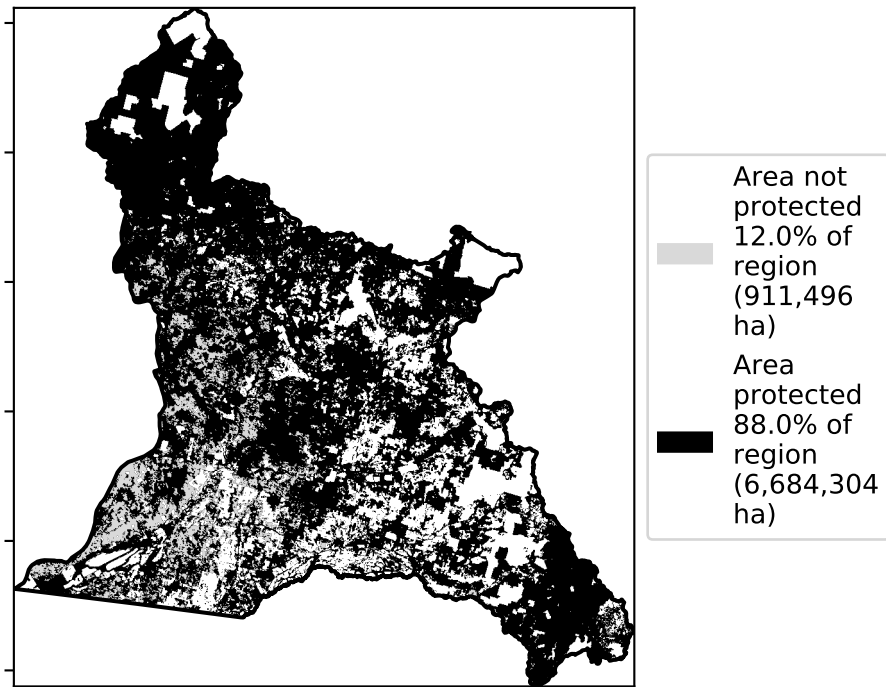 Area not
protected
12.0% of
region
(911,496
ha)
Area
protected
88.0% of
region
(6,684,304
ha)